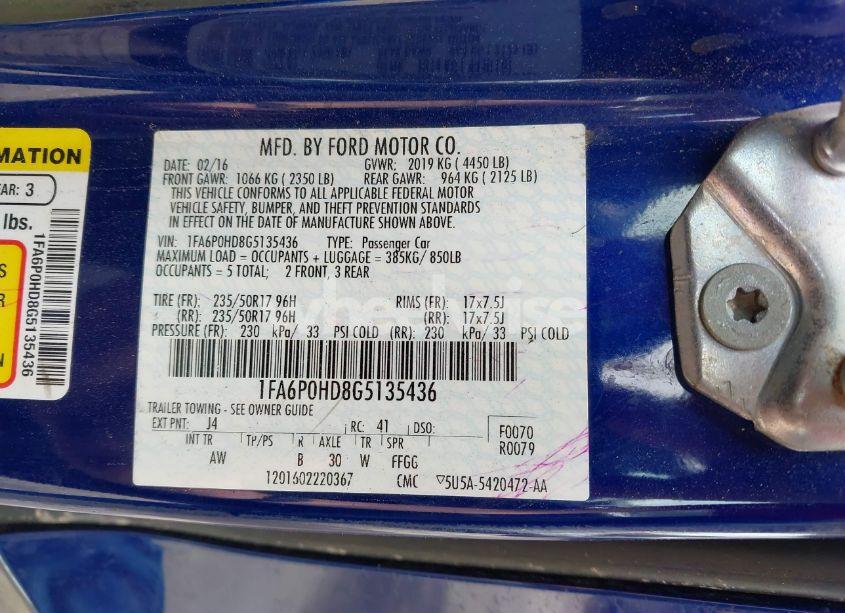 MFD. BY FORD MOTOR CO.
DATE: 02/16 GVWR: 2019 KG ( 4450 LB)
FRONT GAWR: 1066 KG ( 2350 LB) REAR GAWR: 964 KG ( 2125 LB)
THIS VEHICLE CONFORMS TO ALL APPLICABLE FEDERAL MOTOR
VEHICLE SAFETY, BUMPER, AND THEFT PREVENTION STANDARDS
IN EFFECT ON THE DATE OF MANUFACTURE SHOWN ABOVE.
VIN: 1FA6P0HD8G5135436 TYPE: Passenger Car
MAXIMUM LOAD = OCCUPANTS + LUGGAGE = 385KG/ 850LB
OCCUPANTS = 5 TOTAL; 2 FRONT, 3 REAR
TIRE (FR): 235/50R17 96H RIMS (FR): 17x7.5J
(RR): 235/50R17 96H (RR): 17x7.5J
PRESSURE (FR): 230 kPa/ 33 PSI COLD (RR): 230 kPa/ 33 PSI COLD
1FA6P0HD8G5135436
TRAILER TOWING - SEE OWNER GUIDE
EXT PNT: J4 RC: 41 DSO: F0070
R0079
INT TR TP/PS R AXLE TR SPR
AW B 30 W FFGG
1201602220367 CMC ▽5U5A-5420472-AA
RMATION
AR: 3
lbs.
S
R
N
1FA6P0HD8G5135436